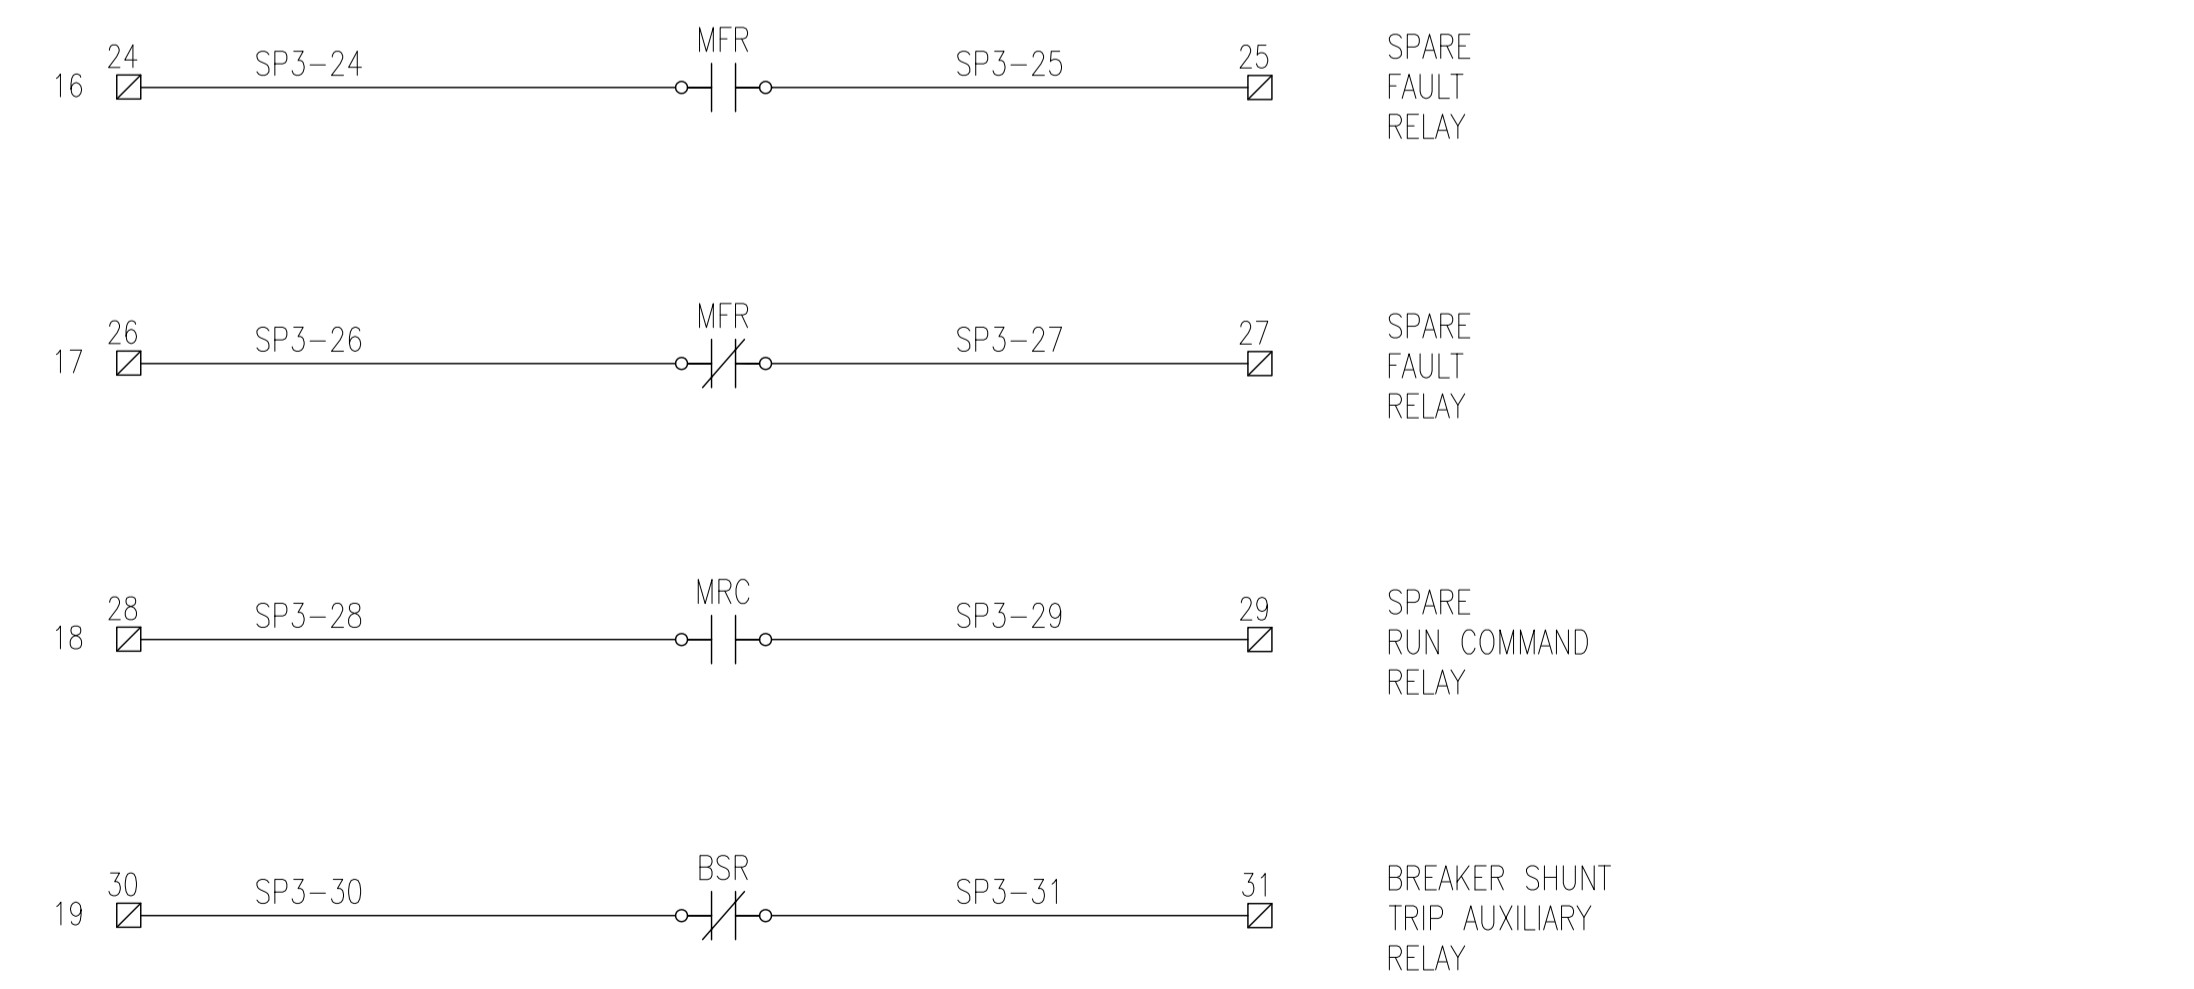 16 24 SP3-24 MFR SP3-25 25
SPARE
FAULT
RELAY
17 26 SP3-26 MFR SP3-27 27
SPARE
FAULT
RELAY
18 28 SP3-28 MRC SP3-29 29
SPARE
RUN COMMAND
RELAY
19 30 SP3-30 BSR SP3-31 31
BREAKER SHUNT
TRIP AUXILIARY
RELAY